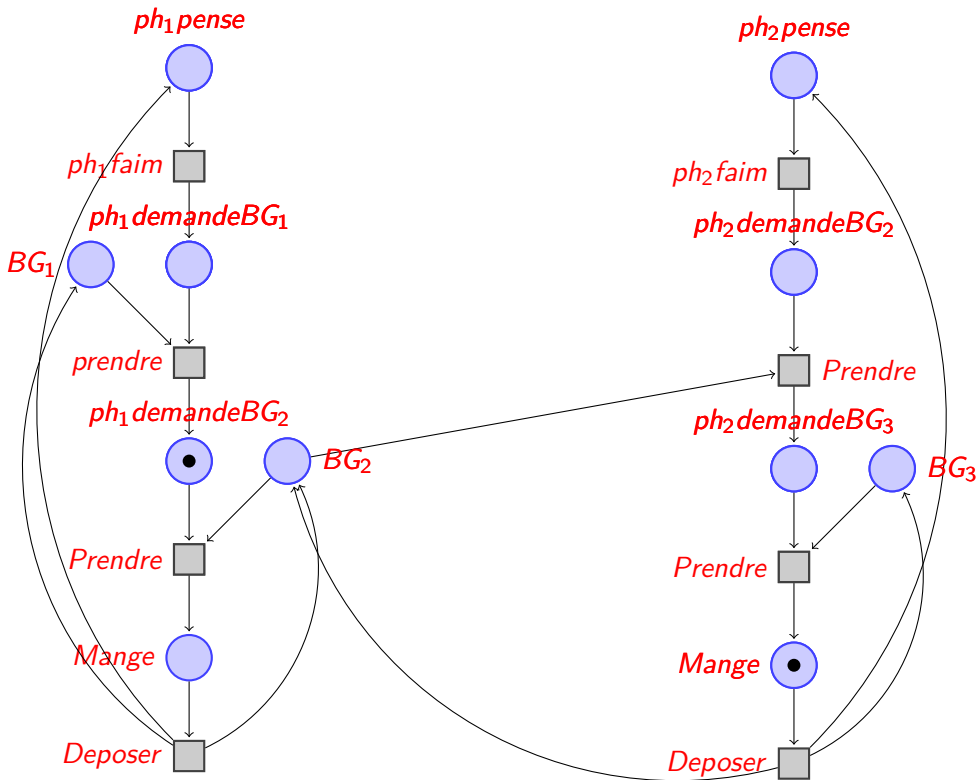 ph₁pense
ph₂pense
ph₁faim
ph₂faim
ph₁demandeBG₁
ph₂demandeBG₂
BG₁
prendre
Prendre
ph₁demandeBG₂
ph₂demandeBG₃
BG₂
BG₃
Prendre
Prendre
Mange
Mange
Deposer
Deposer